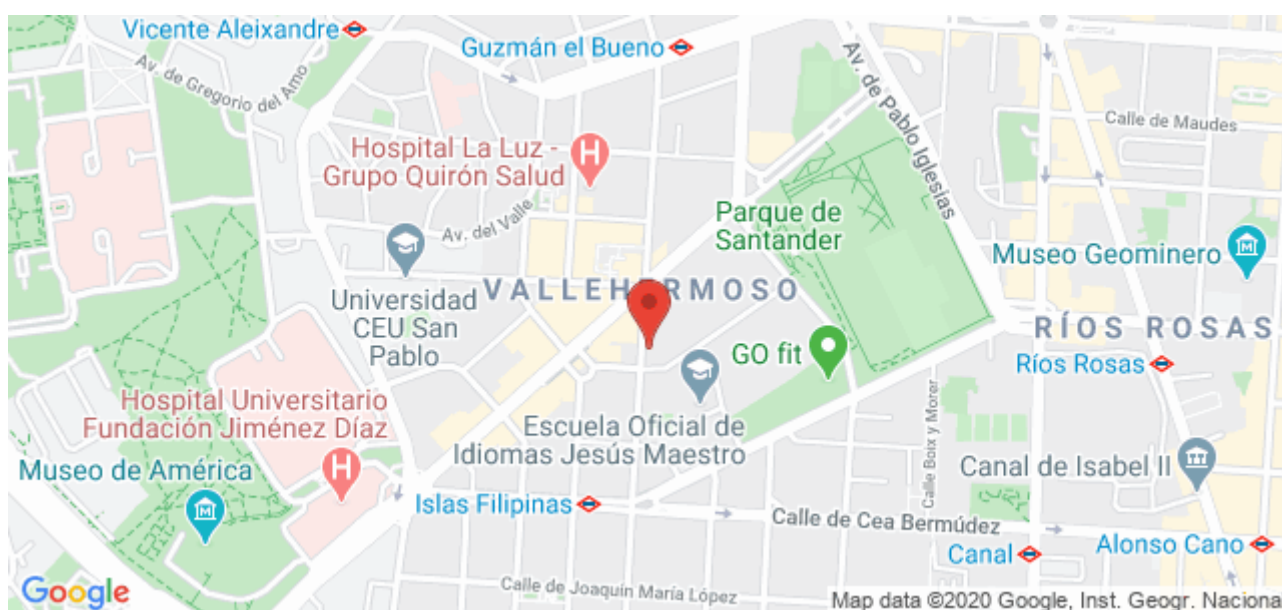 Vicente Aleixandre
Guzmán el Bueno
Av. de Gregorio del Amo
Av. de Pablo Iglesias
Calle de Maudes
Hospital La Luz -
Grupo Quirón Salud
H
Av. del Valle
Parque de
Santander
Museo Geominero
VALLEHERMOSO
Universidad
CEU San
Pablo
RÍOS ROSAS
GO fit
Ríos Rosas
Hospital Universitario
Fundación Jiménez Díaz
H
Escuela Oficial de
Idiomas Jesús Maestro
Calle Boix y Morer
Museo de América
Canal de Isabel II
Islas Filipinas
Calle de Cea Bermúdez
Canal
Alonso Cano
Calle de Joaquín María López
Google
Map data ©2020 Google, Inst. Geogr. Naciona